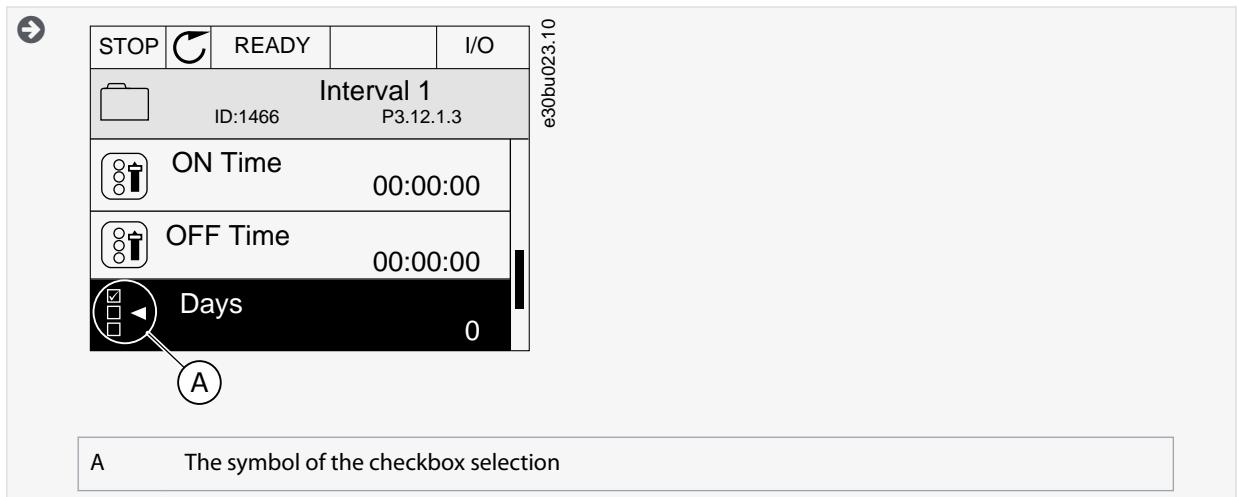 STOP READY I/O
Interval 1
ID:1466 P3.12.1.3
ON Time
00:00:00
OFF Time
00:00:00
Days
0
A
e30bu023.10
A The symbol of the checkbox selection